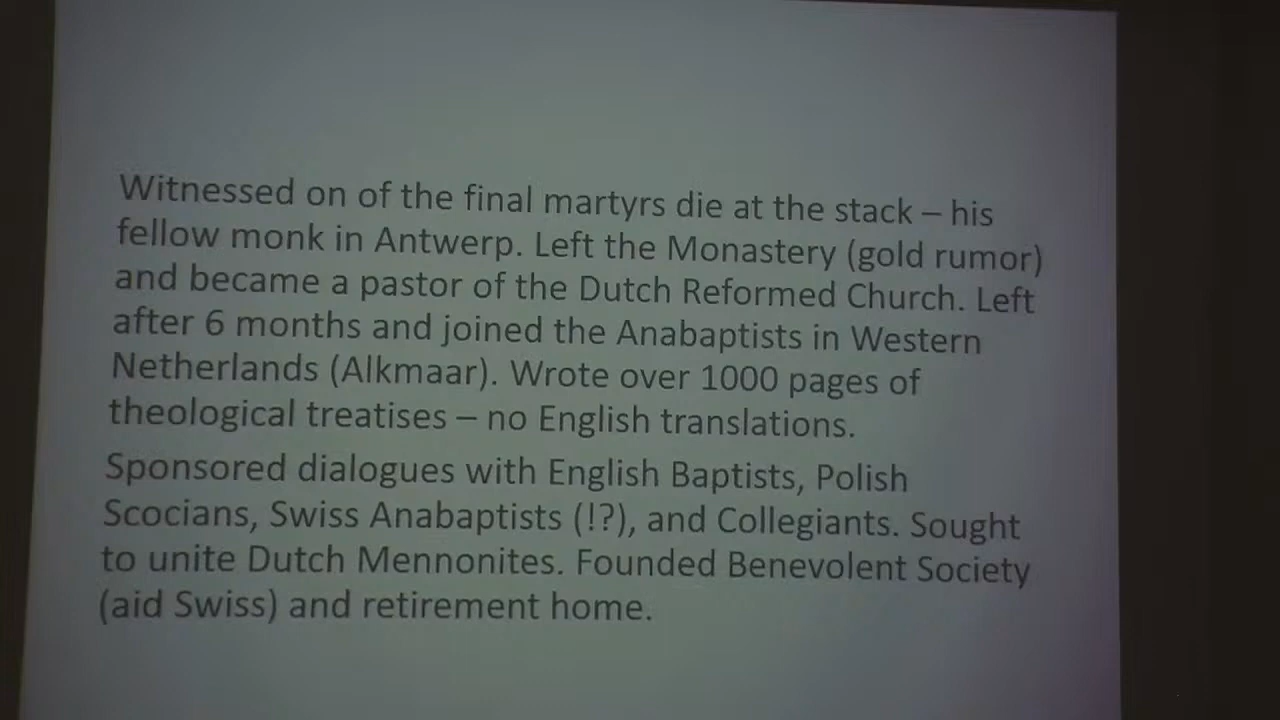 Witnessed on of the final martyrs die at the stack – his
fellow monk in Antwerp. Left the Monastery (gold rumor)
and became a pastor of the Dutch Reformed Church. Left
after 6 months and joined the Anabaptists in Western
Netherlands (Alkmaar). Wrote over 1000 pages of
theological treatises – no English translations.
Sponsored dialogues with English Baptists, Polish
Scocians, Swiss Anabaptists (!?), and Collegiants. Sought
to unite Dutch Mennonites. Founded Benevolent Society
(aid Swiss) and retirement home.